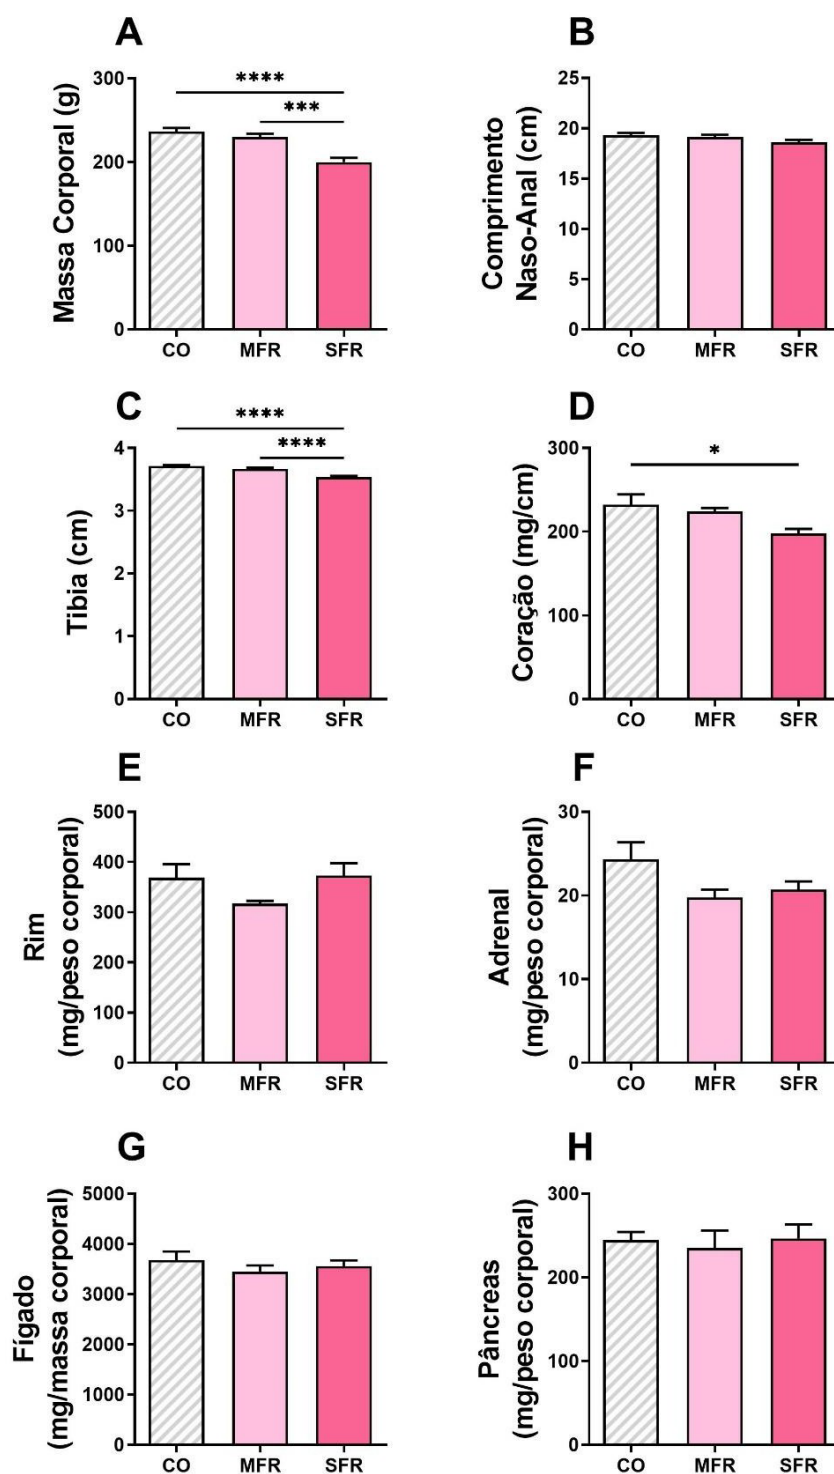 A
Massa Corporal (g)
300
200
100
0
****
***
CO MFR SFR
B
Comprimento
Naso-Anal (cm)
25
20
15
10
5
0
CO MFR SFR
C
Tibia (cm)
4
3
2
1
0
****
****
CO MFR SFR
D
Coração (mg/cm)
300
200
100
0
*
CO MFR SFR
E
Rim
(mg/peso corporal)
500
400
300
200
100
0
CO MFR SFR
F
Adrenal
(mg/peso corporal)
30
20
10
0
CO MFR SFR
G
Fígado
(mg/massa corporal)
5000
4000
3000
2000
1000
0
CO MFR SFR
H
Pâncreas
(mg/peso corporal)
300
200
100
0
CO MFR SFR